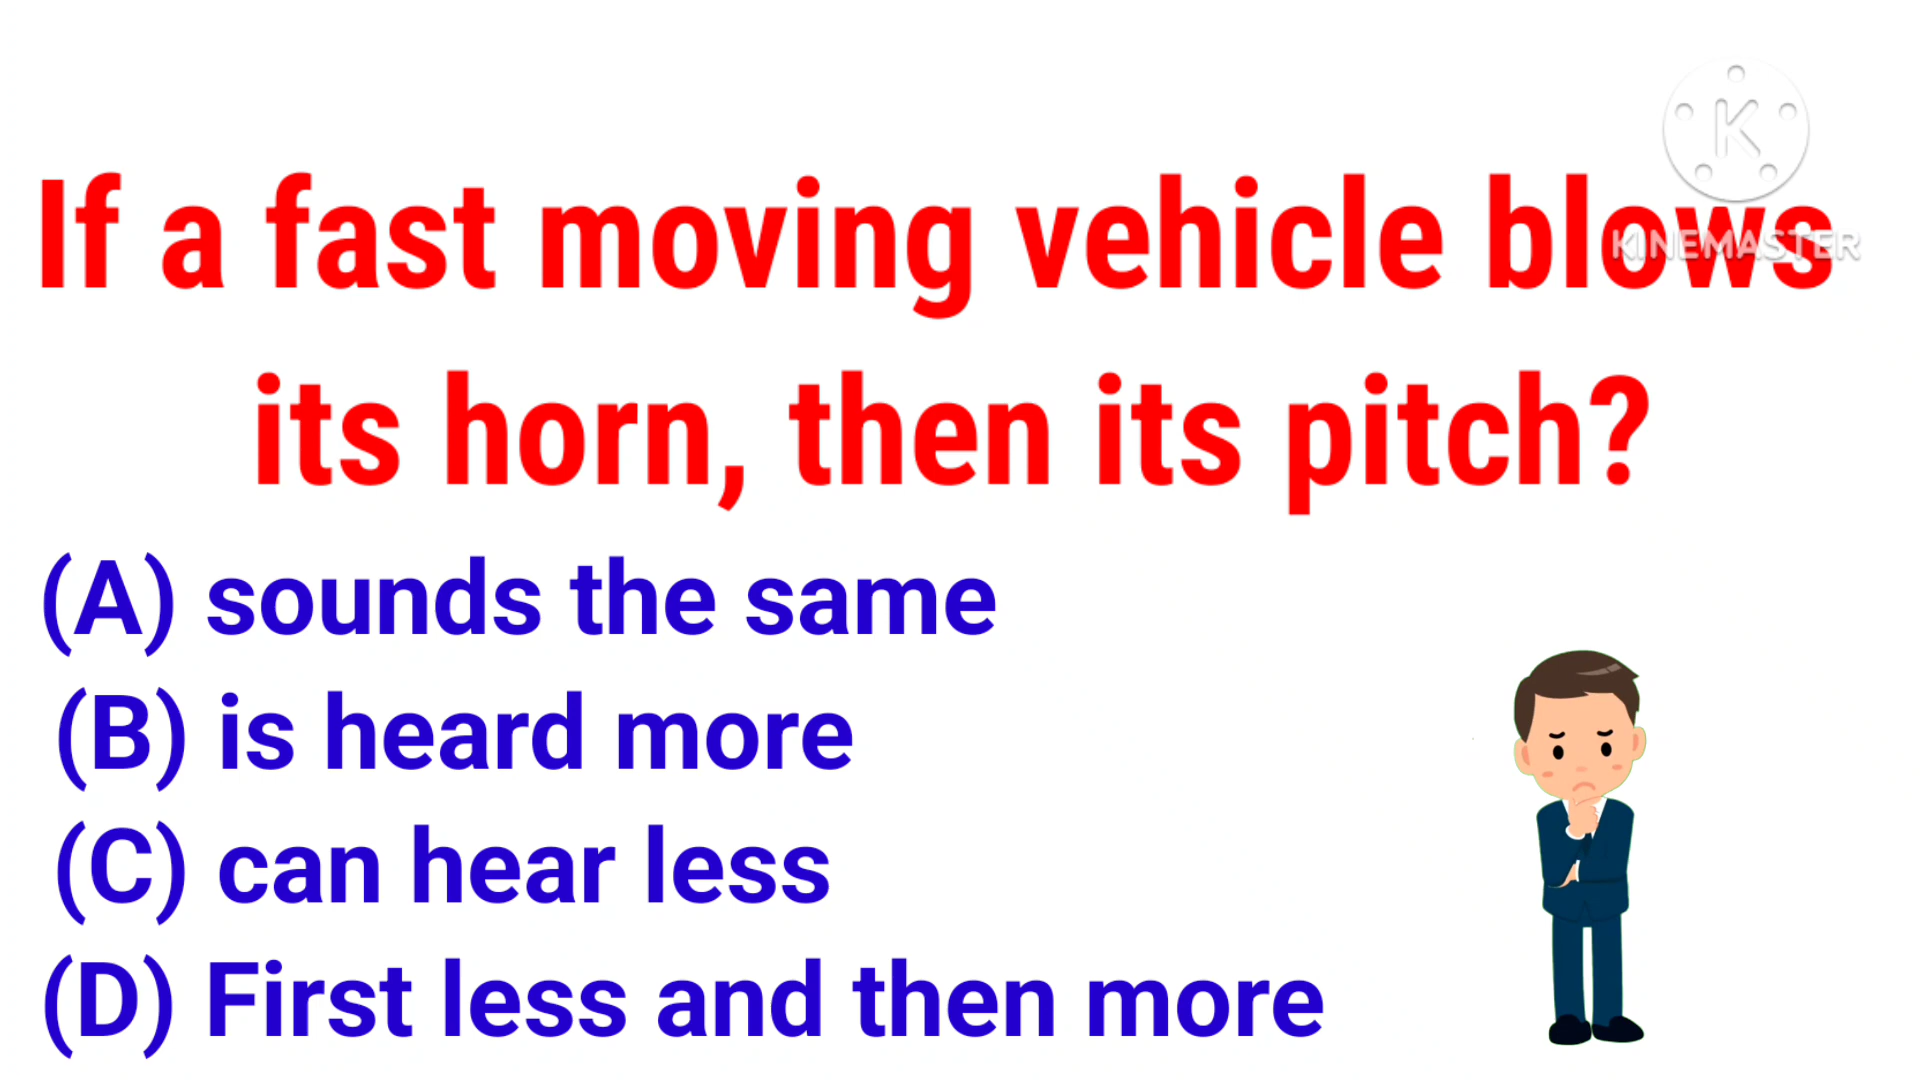 K
KINEMASTER
If a fast moving vehicle blows
its horn, then its pitch?
(A) sounds the same
(B) is heard more
(C) can hear less
(D) First less and then more